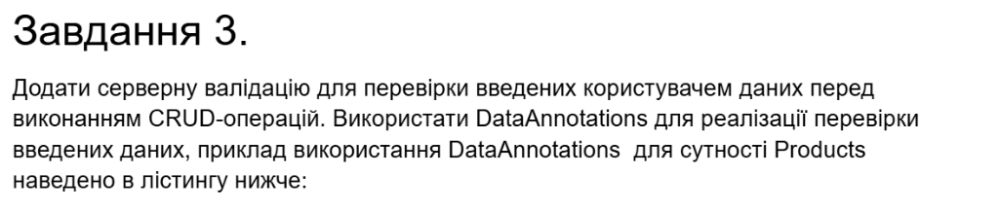 Завдання 3.
Додати серверну валідацію для перевірки введених користувачем даних перед
виконанням CRUD-операцій. Використати DataAnnotations для реалізації перевірки
введених даних, приклад використання DataAnnotations  для сутності Products
наведено в лістингу нижче: